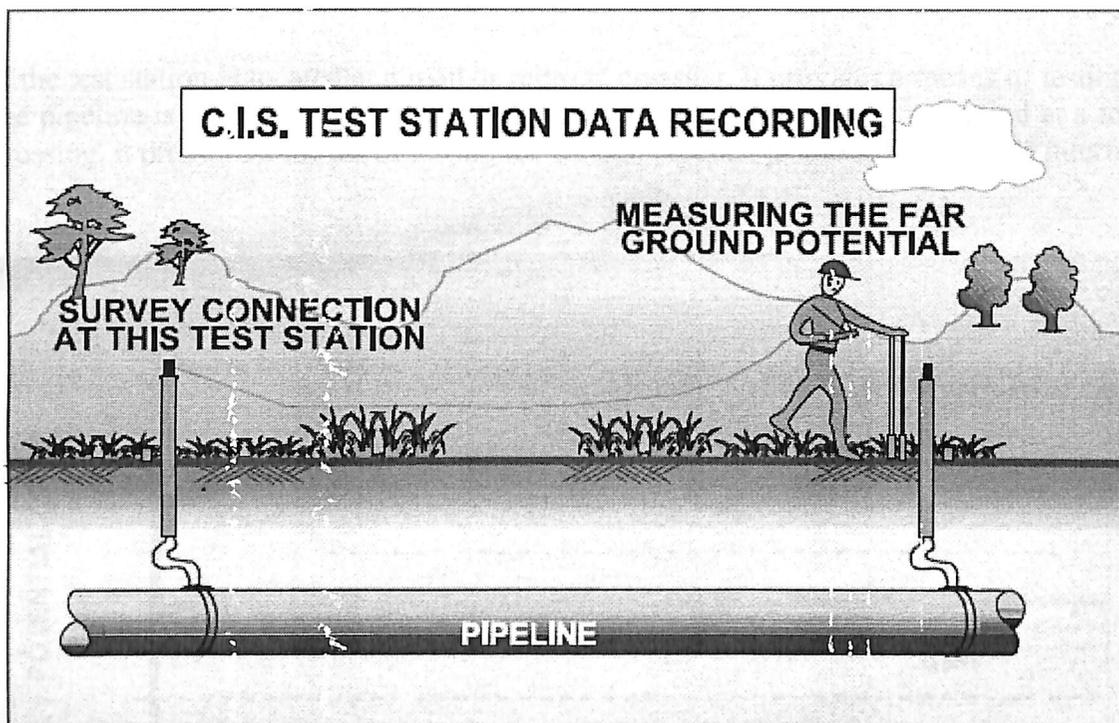 C.I.S. TEST STATION DATA RECORDING
MEASURING THE FAR
GROUND POTENTIAL
SURVEY CONNECTION
AT THIS TEST STATION
PIPELINE